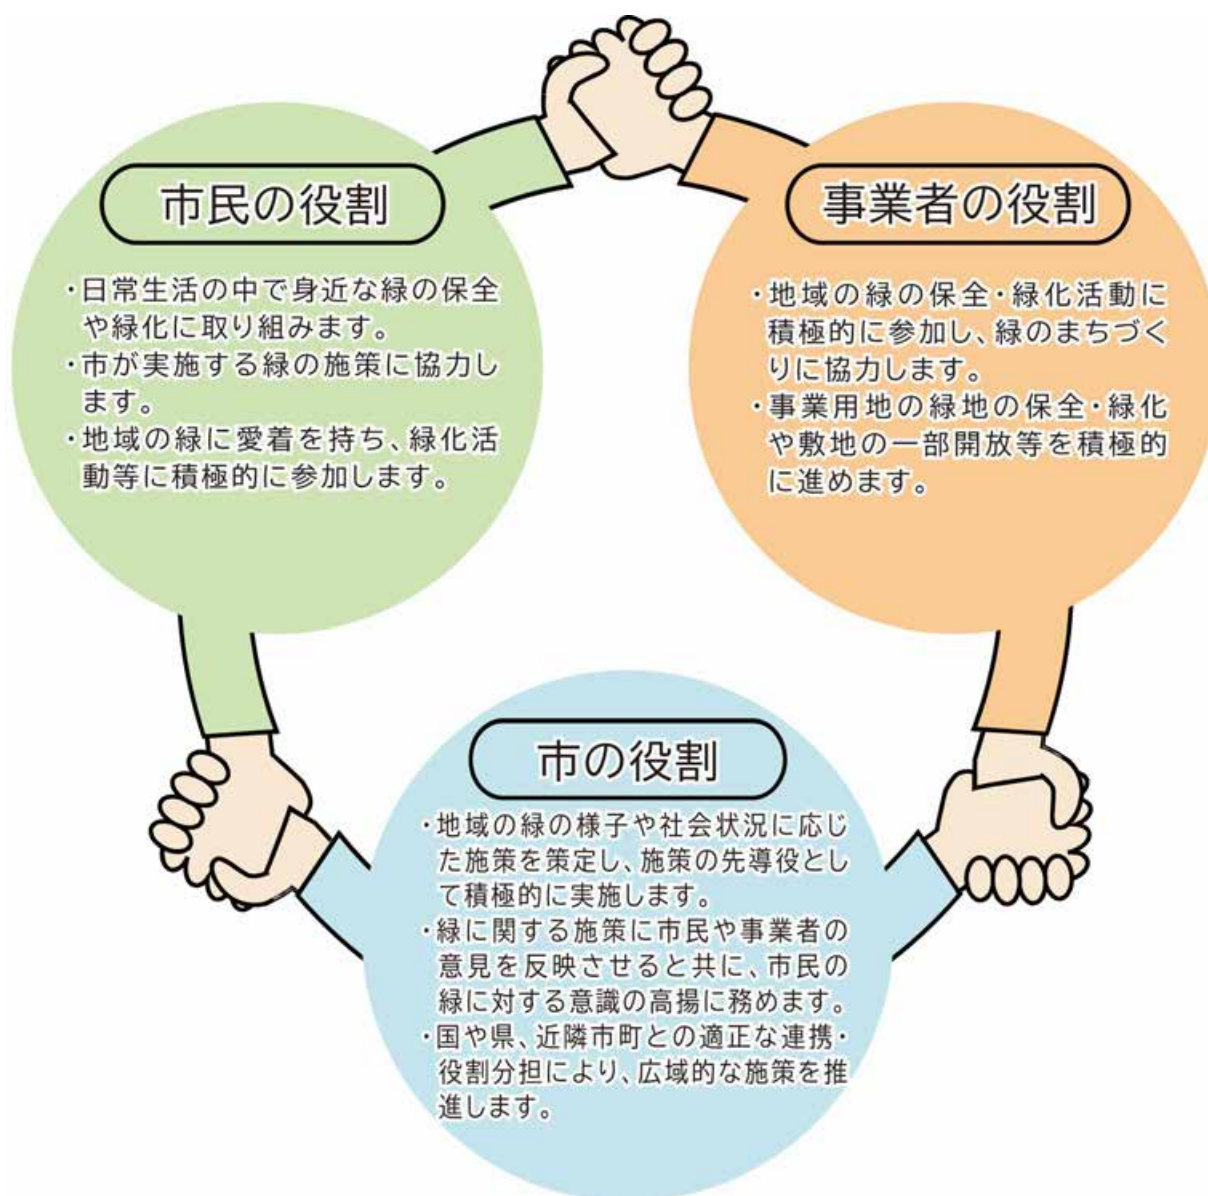 市民の役割
・日常生活の中で身近な緑の保全
や緑化に取り組みます。
・市が実施する緑の施策に協力し
ます。
・地域の緑に愛着を持ち、緑化活
動等に積極的に参加します。
事業者の役割
・地域の緑の保全・緑化活動に
積極的に参加し、緑のまちづく
りに協力します。
・事業用地の緑地の保全・緑化
や敷地の一部開放等を積極的
に進めます。
市の役割
・地域の緑の様子や社会状況に応じ
た施策を策定し、施策の先導役とし
て積極的に実施します。
・緑に関する施策に市民や事業者の
意見を反映させると共に、市民の
緑に対する意識の高揚に務めます。
・国や県、近隣市町との適正な連携・
役割分担により、広域的な施策を推
進します。